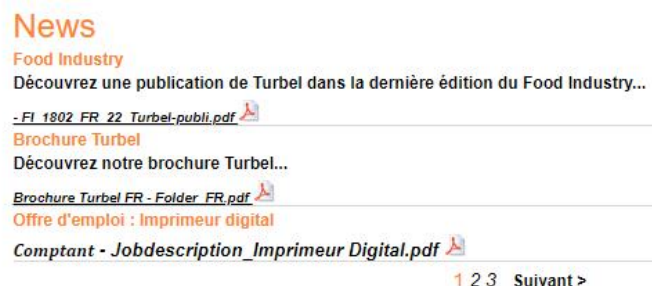 News
Food Industry
Découvrez une publication de Turbel dans la dernière édition du Food Industry...
- FI_1802_FR_22_Turbel-publi.pdf
Brochure Turbel
Découvrez notre brochure Turbel...
Brochure Turbel FR - Folder_FR.pdf
Offre d'emploi : Imprimeur digital
Comptant - Jobdescription_Imprimeur Digital.pdf
1 2 3 Suivant >